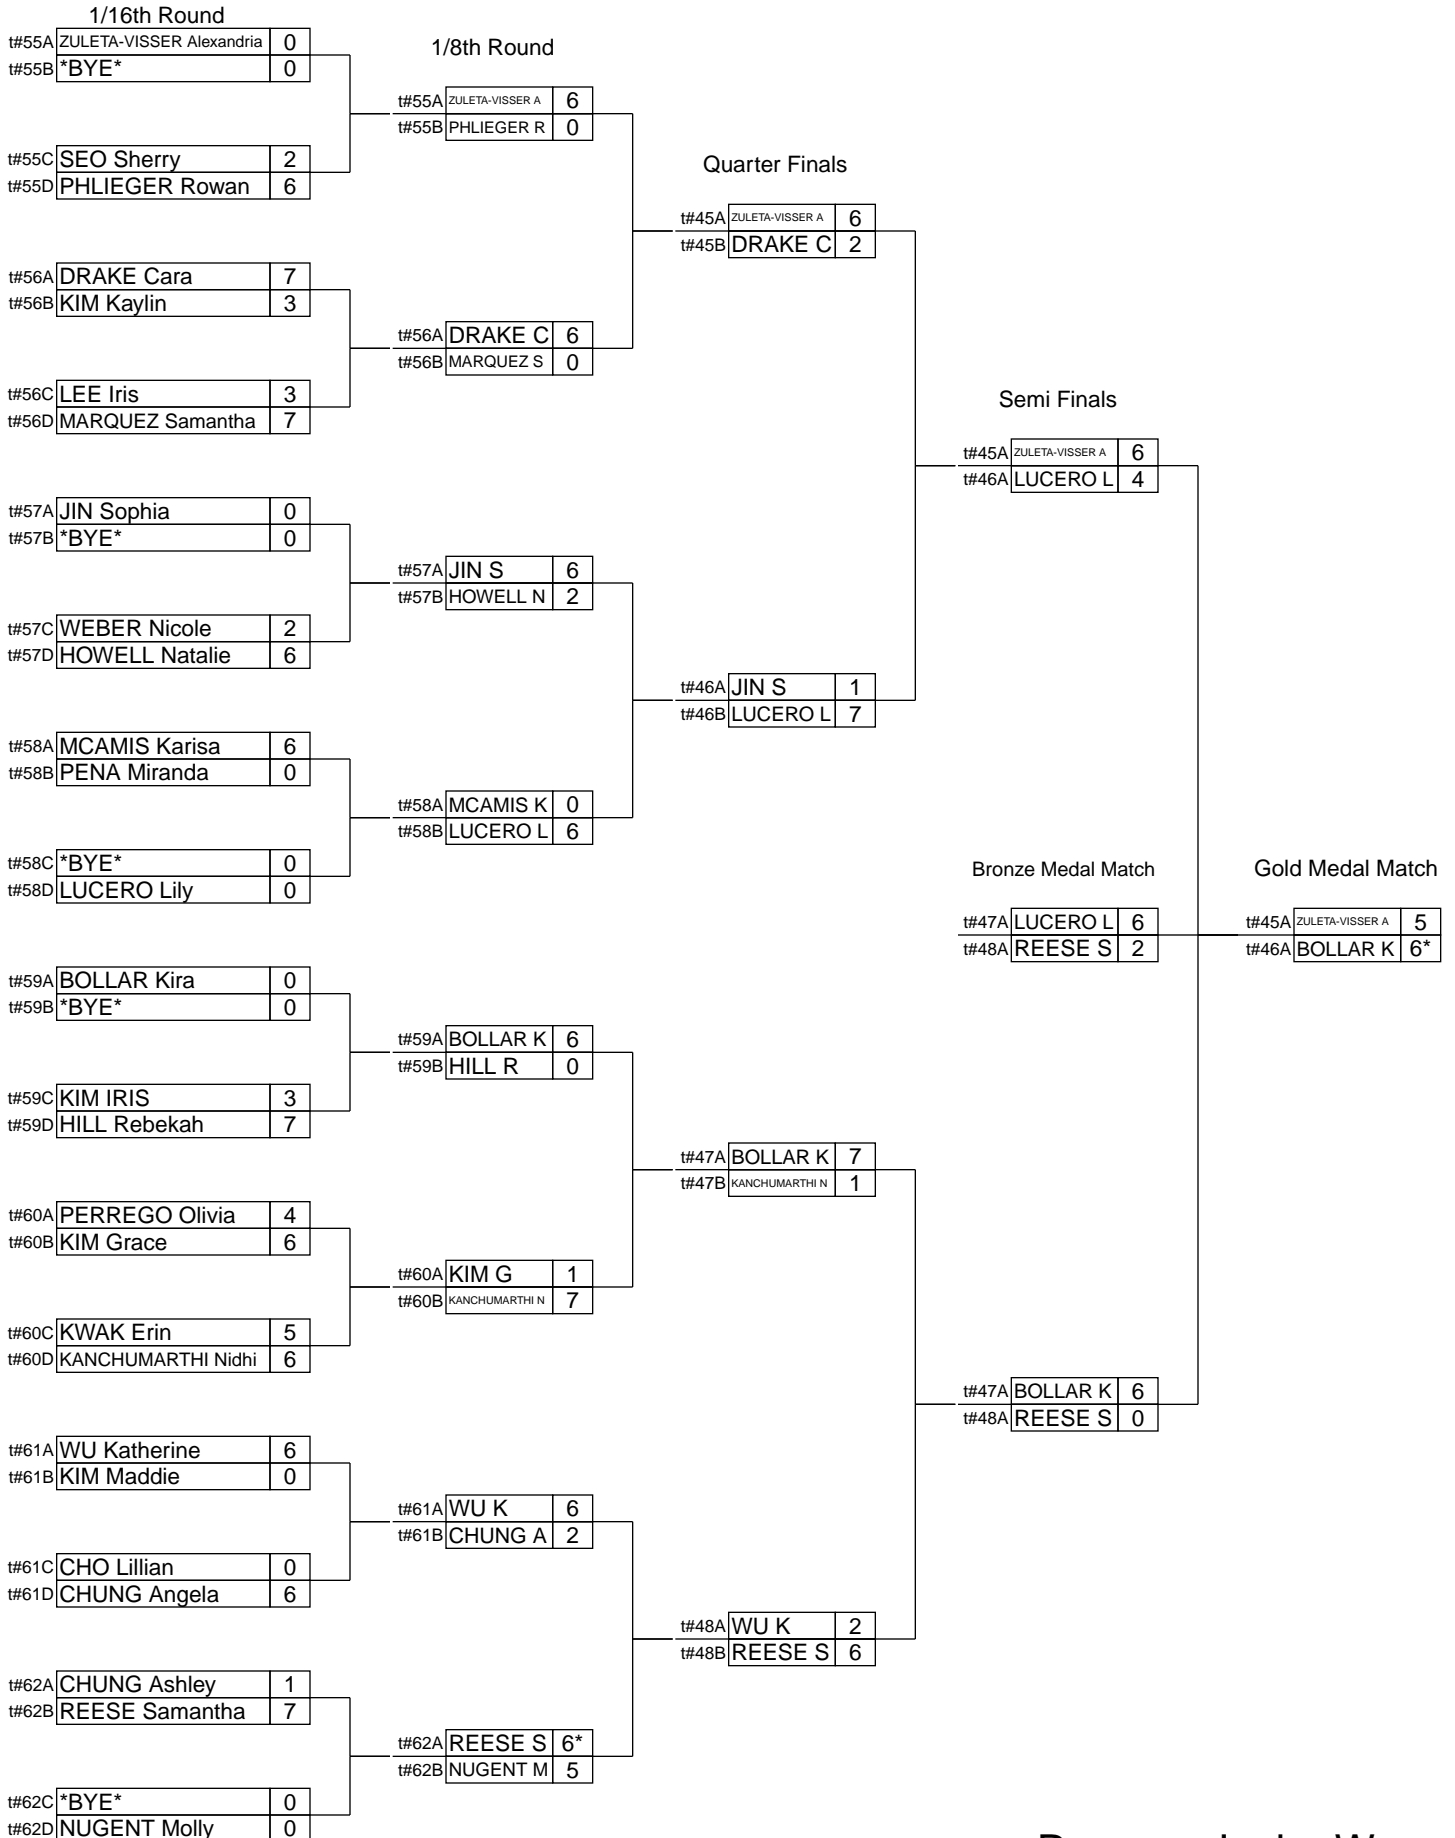 1/16th Round
t#55A ZULETA-VISSER Alexandria 0
t#55B *BYE* 0
t#55C SEO Sherry 2
t#55D PHLIEGER Rowan 6
t#56A DRAKE Cara 7
t#56B KIM Kaylin 3
t#56C LEE Iris 3
t#56D MARQUEZ Samantha 7
t#57A JIN Sophia 0
t#57B *BYE* 0
t#57C WEBER Nicole 2
t#57D HOWELL Natalie 6
t#58A MCAMIS Karisa 6
t#58B PENA Miranda 0
t#58C *BYE* 0
t#58D LUCERO Lily 0
t#59A BOLLAR Kira 0
t#59B *BYE* 0
t#59C KIM IRIS 3
t#59D HILL Rebekah 7
t#60A PERREGO Olivia 4
t#60B KIM Grace 6
t#60C KWAK Erin 5
t#60D KANCHUMARTHI Nidhi 6
t#61A WU Katherine 6
t#61B KIM Maddie 0
t#61C CHO Lillian 0
t#61D CHUNG Angela 6
t#62A CHUNG Ashley 1
t#62B REESE Samantha 7
t#62C *BYE* 0
t#62D NUGENT Molly 0
1/8th Round
t#55A ZULETA-VISSER A 6
t#55B PHLIEGER R 0
t#56A DRAKE C 6
t#56B MARQUEZ S 0
t#57A JIN S 6
t#57B HOWELL N 2
t#58A MCAMIS K 0
t#58B LUCERO L 6
t#59A BOLLAR K 6
t#59B HILL R 0
t#60A KIM G 1
t#60B KANCHUMARTHI N 7
t#61A WU K 6
t#61B CHUNG A 2
t#62A REESE S 6*
t#62B NUGENT M 5
Quarter Finals
t#45A ZULETA-VISSER A 6
t#45B DRAKE C 2
t#46A JIN S 1
t#46B LUCERO L 7
t#47A BOLLAR K 7
t#47B KANCHUMARTHI N 1
t#48A WU K 2
t#48B REESE S 6
Semi Finals
t#45A ZULETA-VISSER A 6
t#46A LUCERO L 4
t#47A BOLLAR K 6
t#48A REESE S 0
Bronze Medal Match
t#47A LUCERO L 6
t#48A REESE S 2
Gold Medal Match
t#45A ZULETA-VISSER A 5
t#46A BOLLAR K 6*